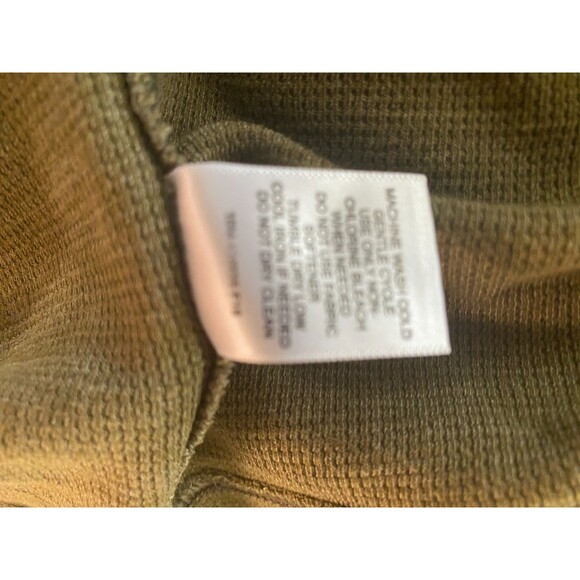 MACHINE WASH COLD
GENTLE CYCLE
USE ONLY NON-
CHLORINE BLEACH
WHEN NEEDED
DO NOT USE FABRIC
SOFTENER
TUMBLE DRY LOW
COOL IRON IF NEEDED
DO NOT DRY CLEAN